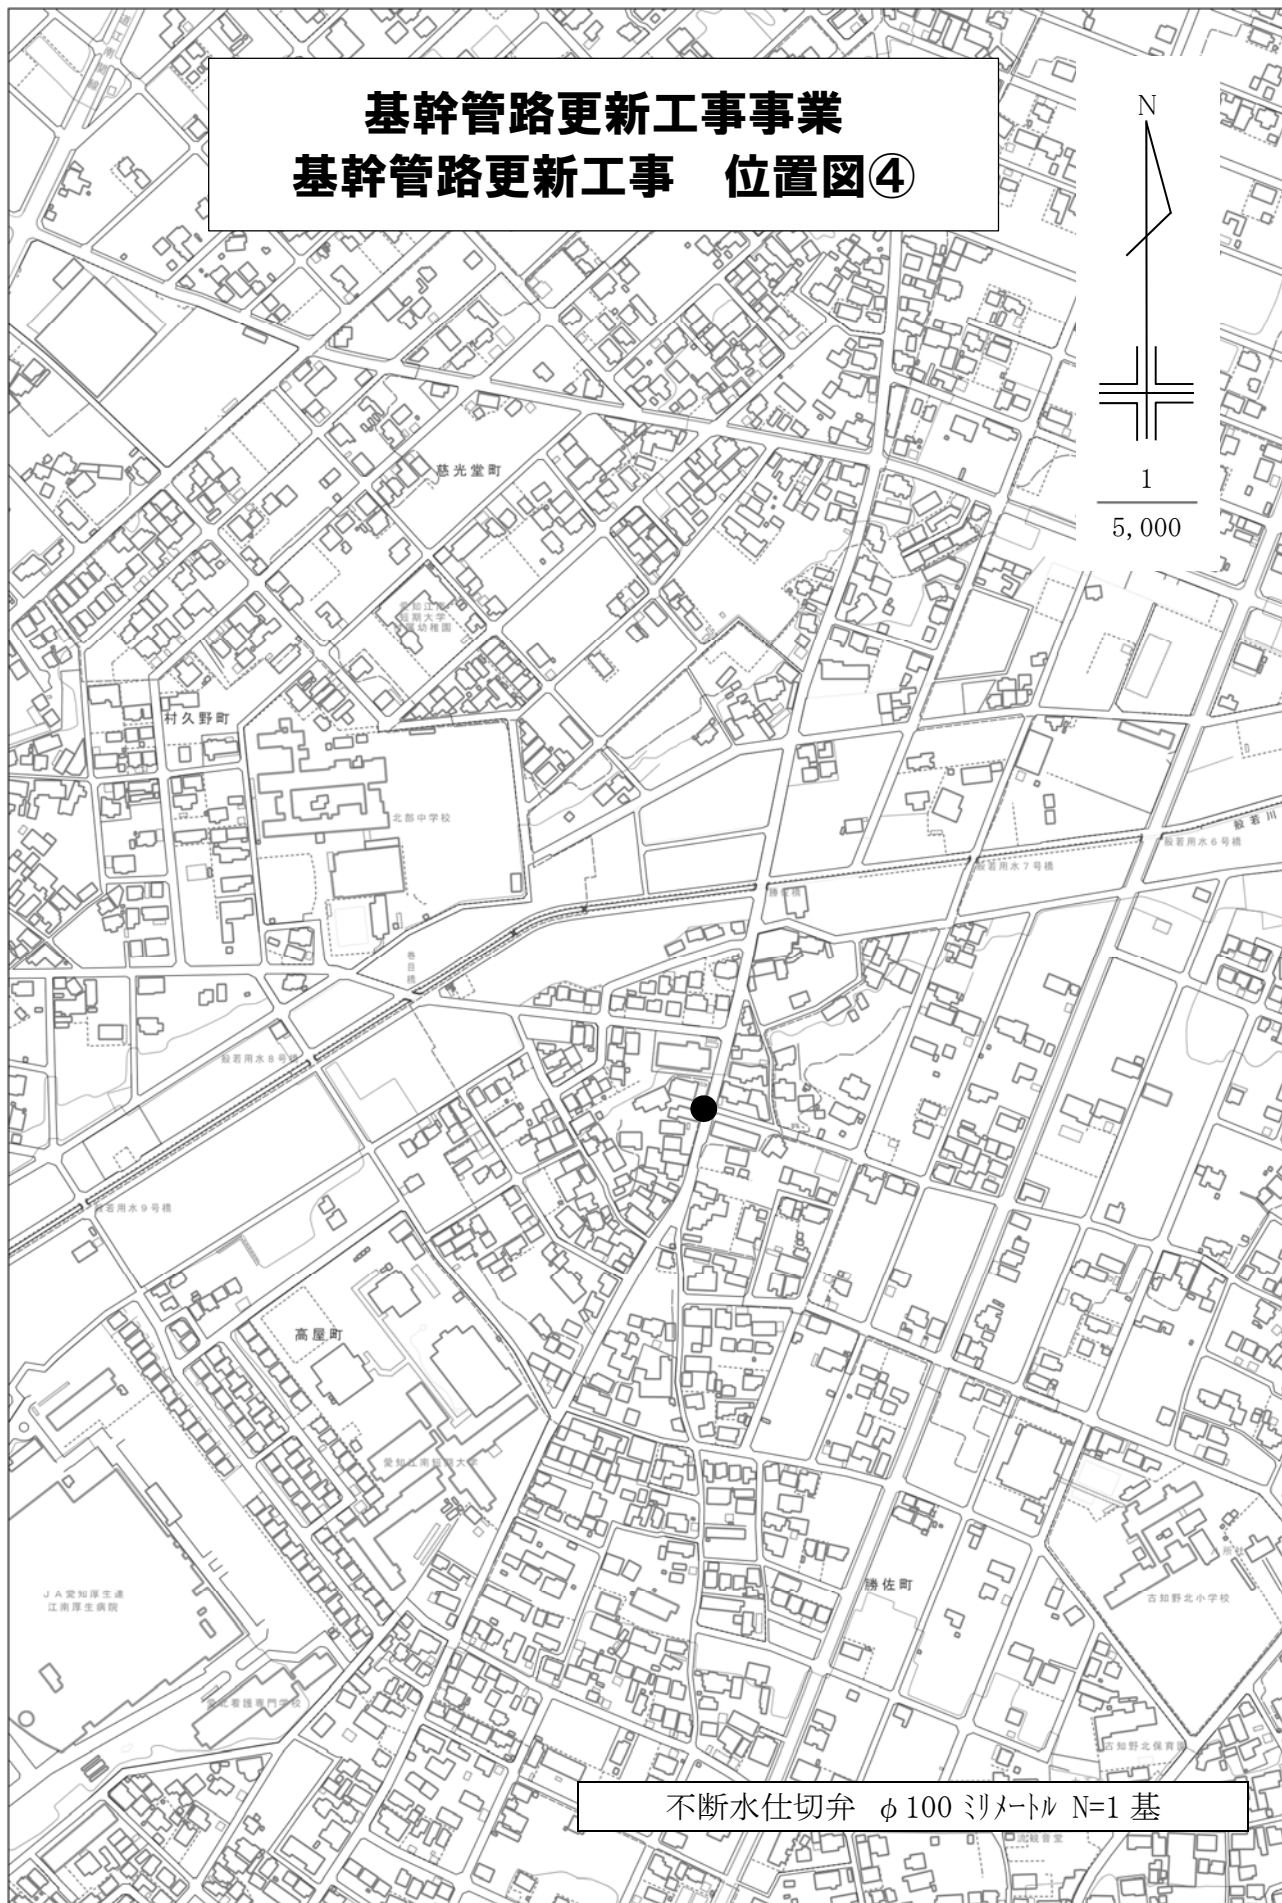 基幹管路更新工事事業
基幹管路更新工事　位置図④
N
1
5,000
慈光堂町
村久野町
北部中学校
般若川
般若用水6号橋
般若用水7号橋
勝佐橋
般若用水8号橋
般若用水9号橋
高屋町
愛知江南短期大学
JA愛知厚生連
江南厚生病院
勝佐町
古知野北小学校
古知野北保育園
不断水仕切弁　φ100 ﾐﾘﾒｰﾄﾙ N=1 基